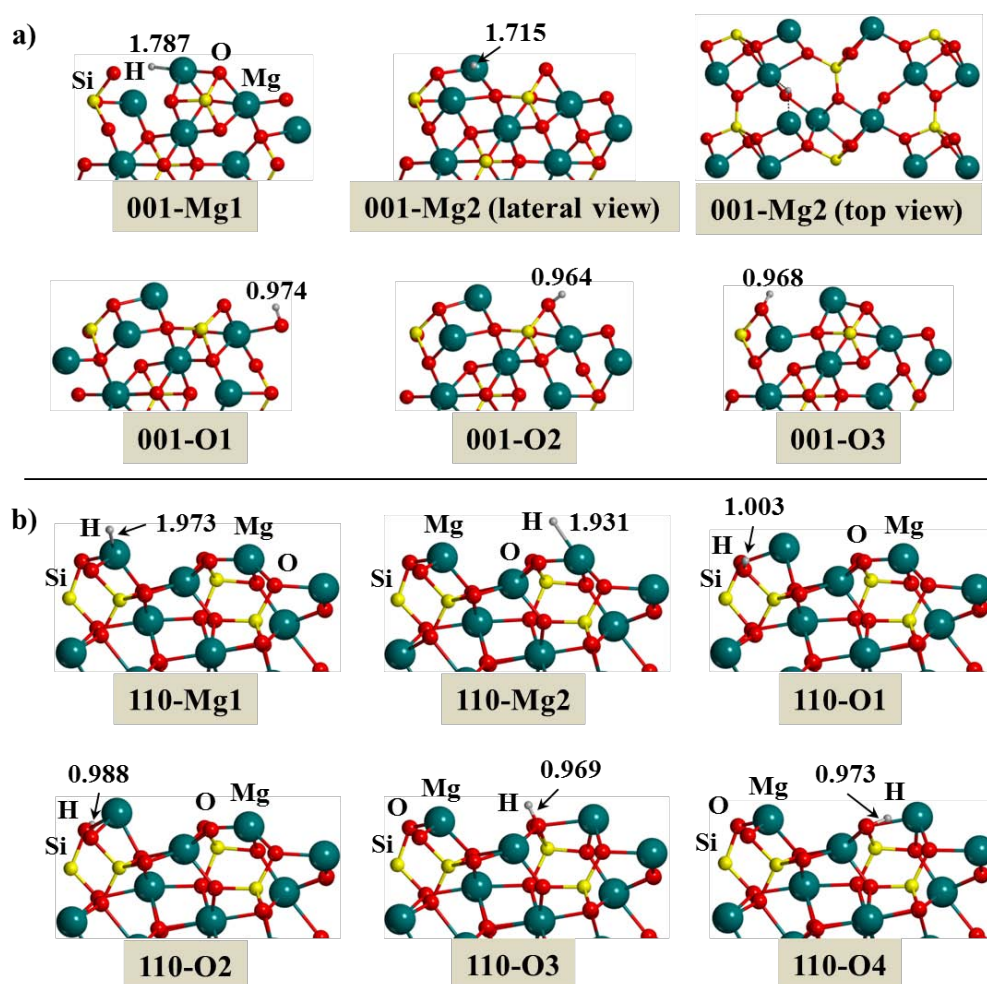 a)
1.787
O
Si
H
Mg
001-Mg1
1.715
001-Mg2 (lateral view)
001-Mg2 (top view)
0.974
001-O1
0.964
001-O2
0.968
001-O3
b)
H
1.973
Mg
Si
O
110-Mg1
Mg
H
1.931
O
110-Mg2
1.003
H
O
Mg
Si
110-O1
0.988
H
O
Mg
Si
110-O2
0.969
O
Mg
H
Si
110-O3
0.973
Mg
H
O
Si
110-O4